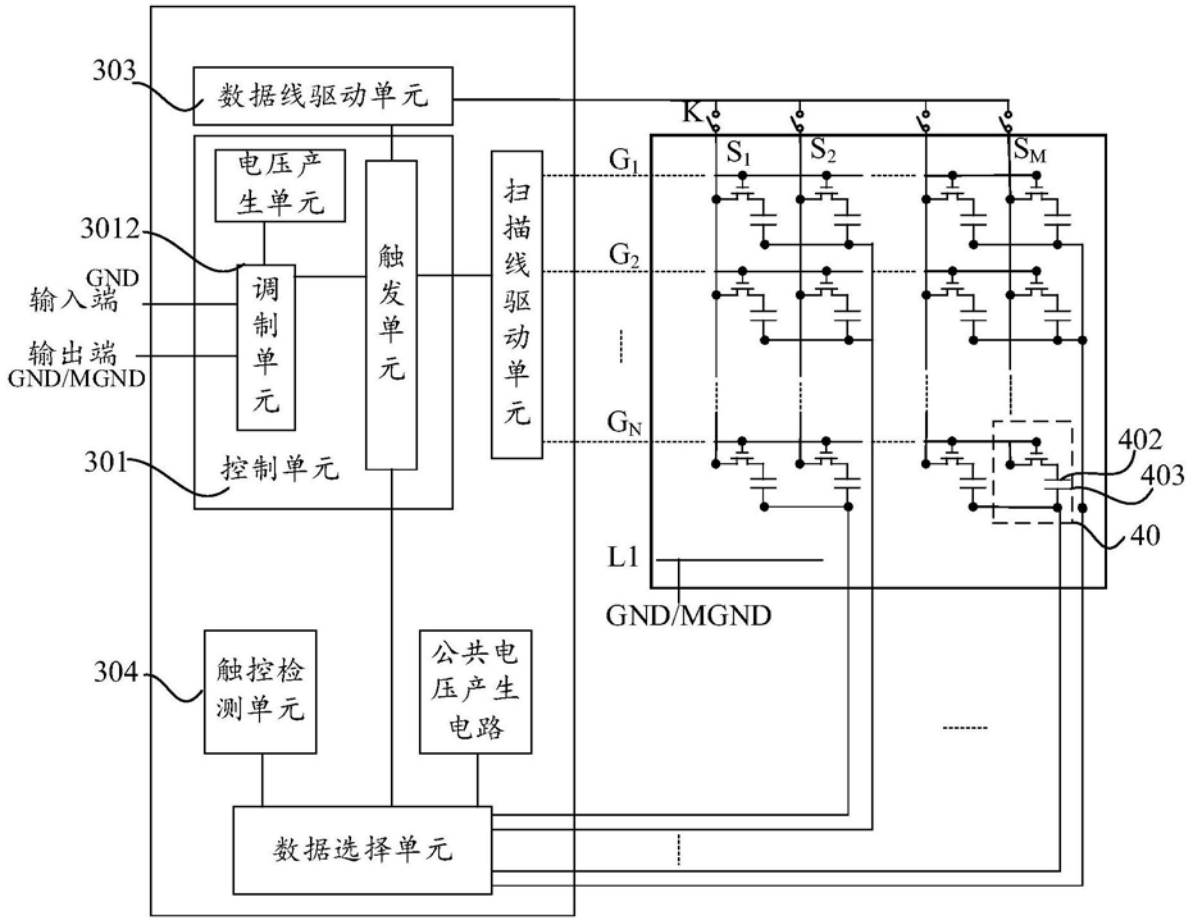 303
数据线驱动单元
K
S1
S2
SM
电压产
生单元
G1
3012
GND
输入端
调制单元
触发单元
扫描线驱动单元
G2
输出端
GND/MGND
GN
301
控制单元
402
403
40
L1
GND/MGND
304
触控检
测单元
公共电
压产生
电路
数据选择单元